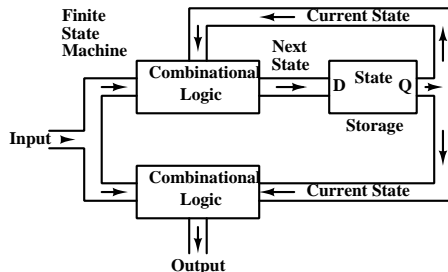 Finite
State
Machine
Current State
Next
State
Combinational
Logic
D
State
Q
Storage
Input
Combinational
Logic
Current State
Output